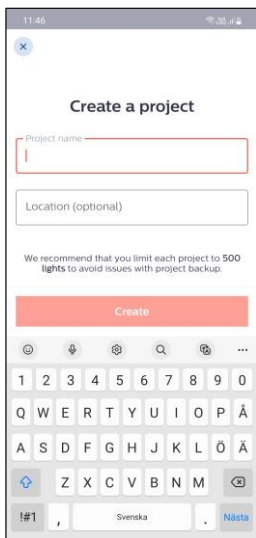 11:46
Create a project
Project name
Location (optional)
We recommend that you limit each project to 500
lights to avoid issues with project backup.
Create
1 2 3 4 5 6 7 8 9 0
Q W E R T Y U I O P Å
A S D F G H J K L Ö Ä
Z X C V B N M
!#1 , Svenska . Nästa